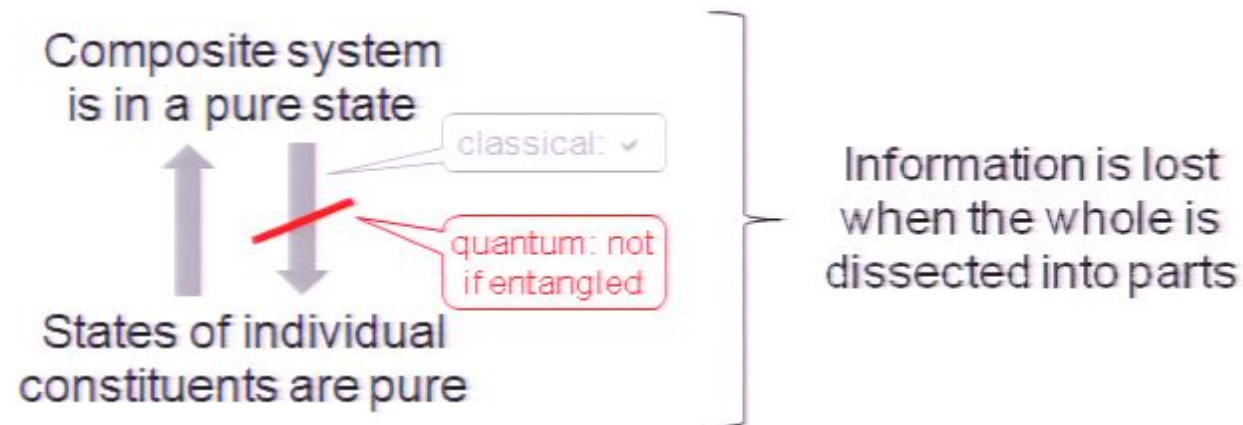 Composite system
is in a pure state
classical: ✓
quantum: not
if entangled
States of individual
constituents are pure
Information is lost
when the whole is
dissected into parts